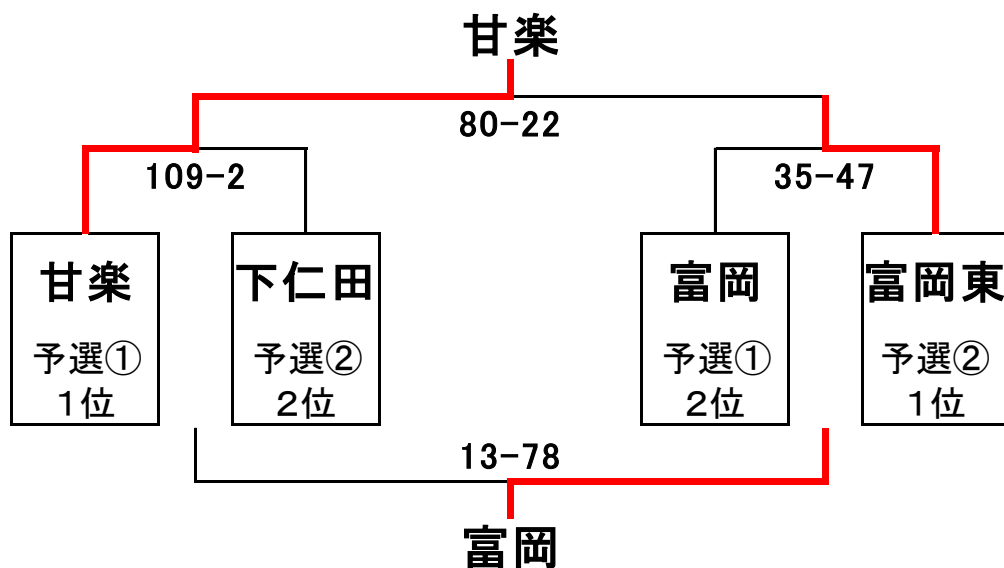 甘楽
80-22
109-2
35-47
甘楽
予選①
1位
下仁田
予選②
2位
富岡
予選①
2位
富岡東
予選②
1位
13-78
富岡